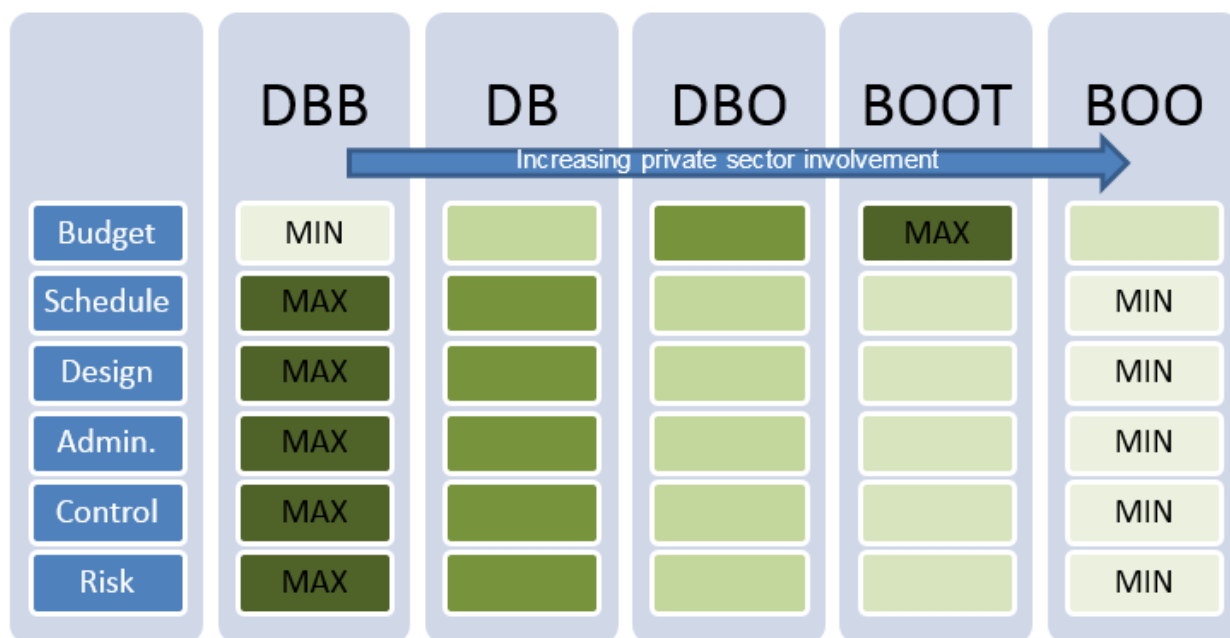 DBB DB DBO BOOT BOO
Increasing private sector involvement
Budget MIN MAX
Schedule MAX MIN
Design MAX MIN
Admin. MAX MIN
Control MAX MIN
Risk MAX MIN